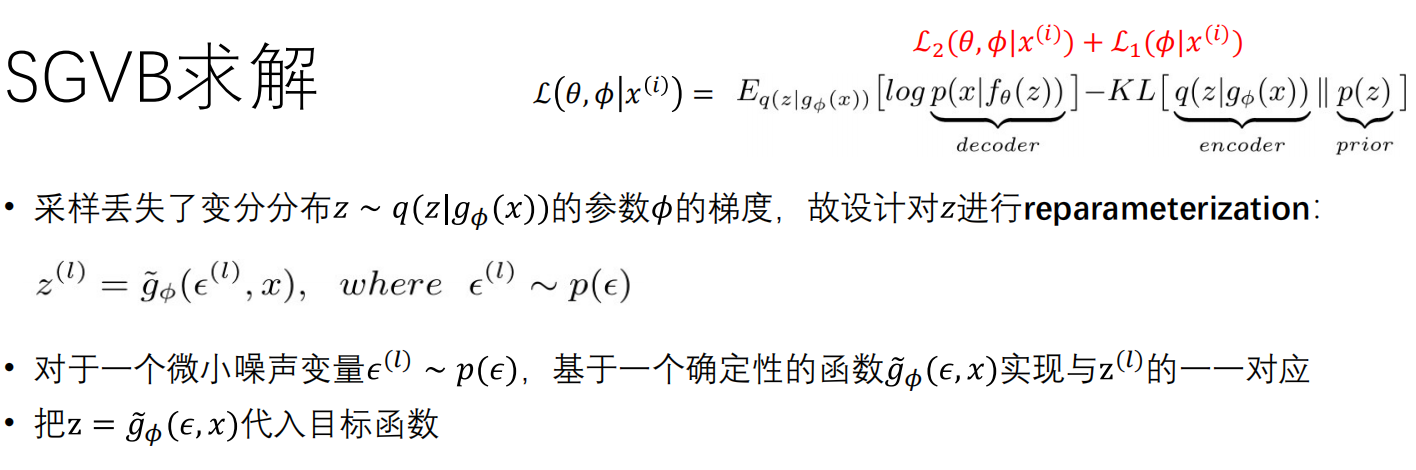 SGVB求解
ℒ₂(θ, ϕ|x⁽ⁱ⁾) + ℒ₁(ϕ|x⁽ⁱ⁾)
ℒ(θ, ϕ|x⁽ⁱ⁾) = E_{q(z|g_ϕ(x))}[log p(x|f_θ(z))]−KL[q(z|g_ϕ(x)) ∥ p(z)]
decoder encoder prior
• 采样丢失了变分分布z ~ q(z|g_ϕ(x))的参数ϕ的梯度，故设计对z进行reparameterization：
z⁽ˡ⁾ = g̃_ϕ(ϵ⁽ˡ⁾, x), where ϵ⁽ˡ⁾ ∼ p(ϵ)
• 对于一个微小噪声变量ϵ⁽ˡ⁾ ~ p(ϵ)，基于一个确定性的函数g̃_ϕ(ϵ, x)实现与z⁽ˡ⁾的一一对应
• 把z = g̃_ϕ(ϵ, x)代入目标函数